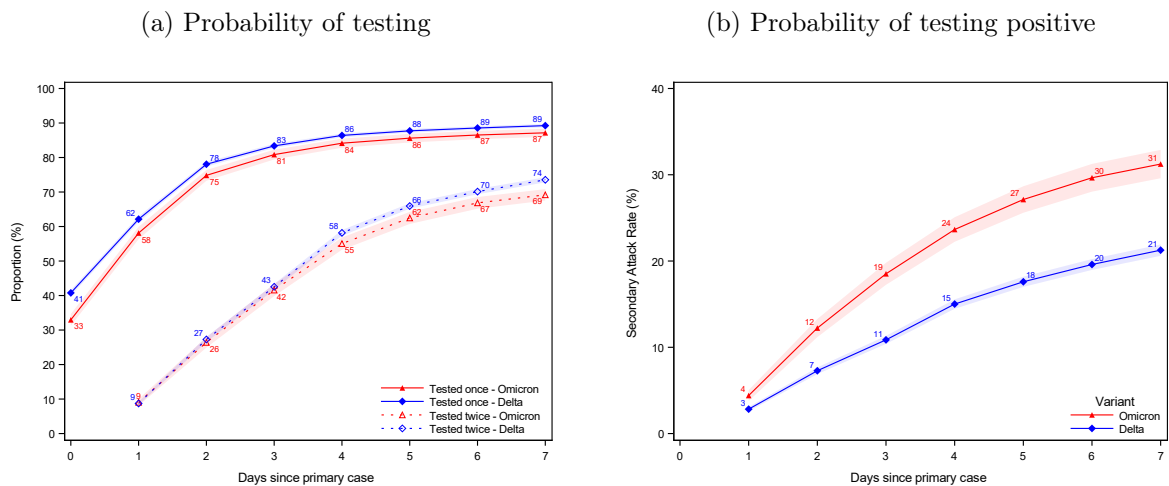 (a) Probability of testing
100
90
80
70
60
50
40
30
20
10
0
Proportion (%)
0 1 2 3 4 5 6 7
Days since primary case
41 62 78 83 86 88 89 89
33 58 75 81 84 86 87 87
9 27 43 58 66 70 74
9 26 42 55 62 67 69
Tested once - Omicron
Tested once - Delta
Tested twice - Omicron
Tested twice - Delta
(b) Probability of testing positive
40
30
20
10
0
Secondary Attack Rate (%)
0 1 2 3 4 5 6 7
Days since primary case
4 12 19 24 27 30 31
3 7 11 15 18 20 21
Variant
Omicron
Delta